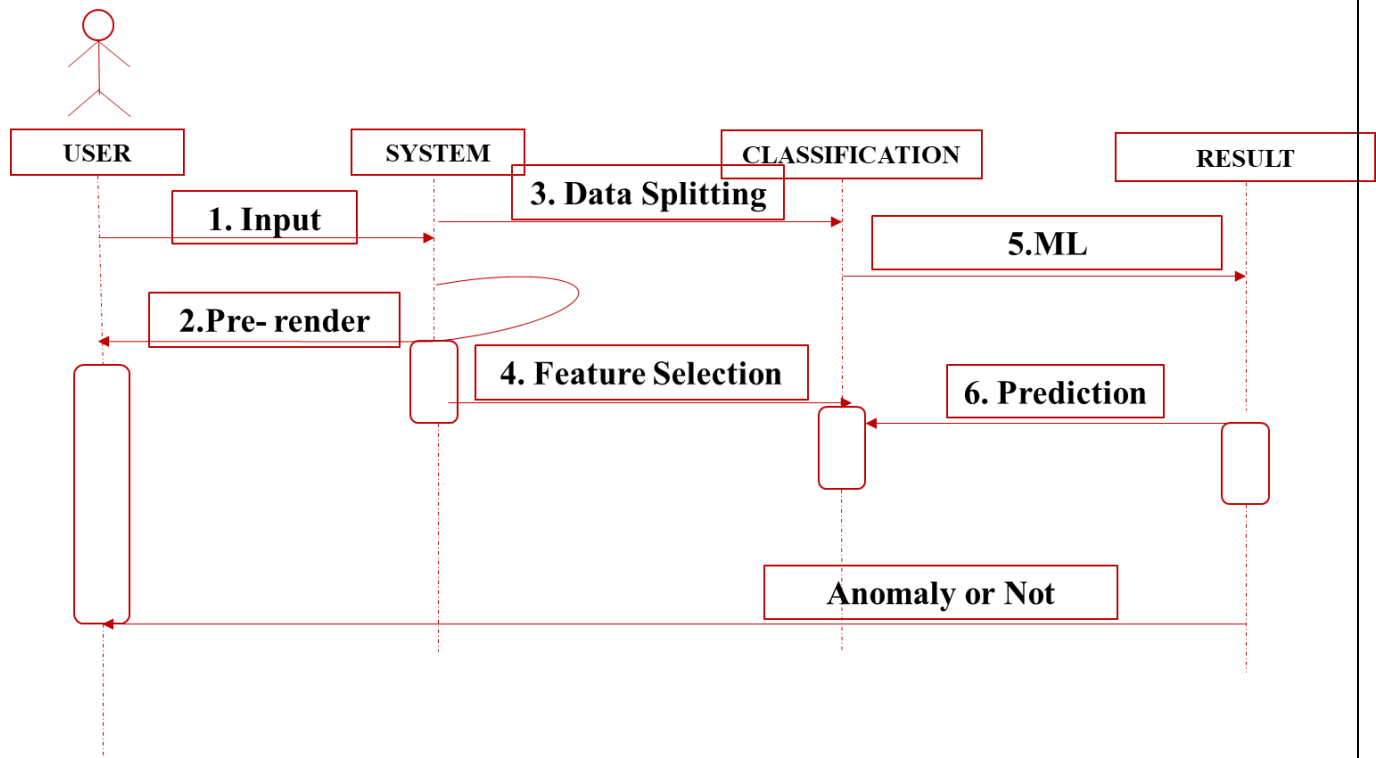 USER
SYSTEM
CLASSIFICATION
RESULT
3. Data Splitting
1. Input
5.ML
2.Pre- render
4. Feature Selection
6. Prediction
Anomaly or Not